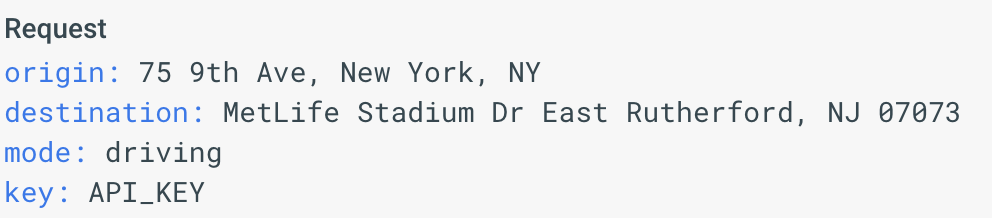 Request
origin: 75 9th Ave, New York, NY
destination: MetLife Stadium Dr East Rutherford, NJ 07073
mode: driving
key: API_KEY